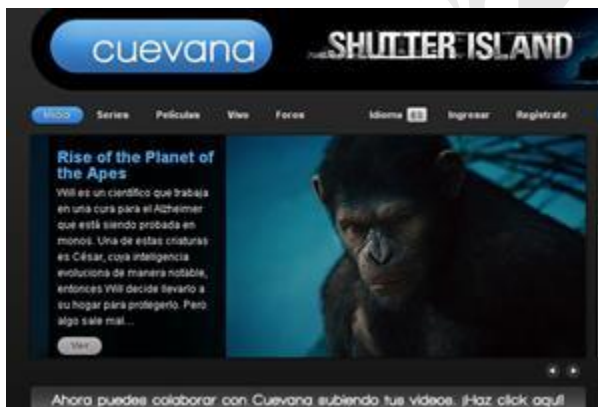 cuevana
SHUTTER ISLAND
Inicio Series Películas Vivo Foros Idioma ES Ingresar Regístrate
Rise of the Planet of
the Apes
Will es un científico que trabaja
en una cura para el Alzheimer
que está siendo probada en
monos. Una de estas criaturas
es César, cuya inteligencia
evoluciona de manera notable,
entonces Will decide llevarlo a
su hogar para protegerlo. Pero
algo sale mal...
Ver
Ahora puedes colaborar con Cuevana subiendo tus videos. ¡Haz click aquí!